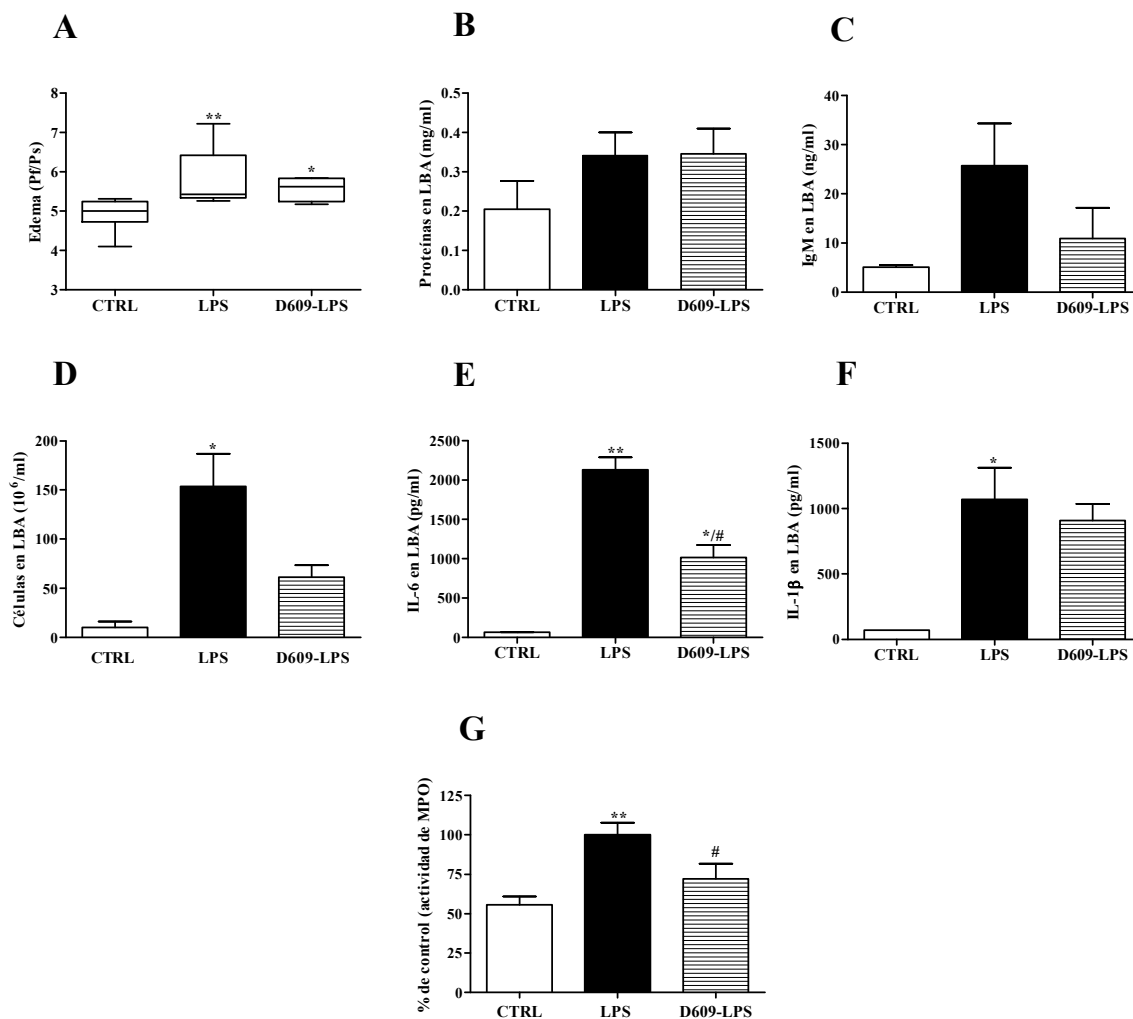 A
Edema (Pf/Ps)
8
7
6
5
4
3
**
*
CTRL LPS D609-LPS
B
Proteínas en LBA (mg/ml)
0.5
0.4
0.3
0.2
0.1
0.0
CTRL LPS D609-LPS
C
IgM en LBA (ng/ml)
40
30
20
10
0
CTRL LPS D609-LPS
D
Células en LBA (10⁶/ml)
200
150
100
50
0
*
CTRL LPS D609-LPS
E
IL-6 en LBA (pg/ml)
2500
2000
1500
1000
500
0
**
*/#
CTRL LPS D609-LPS
F
IL-1β en LBA (pg/ml)
1500
1000
500
0
*
CTRL LPS D609-LPS
G
% de control (actividad de MPO)
125
100
75
50
25
0
**
#
CTRL LPS D609-LPS